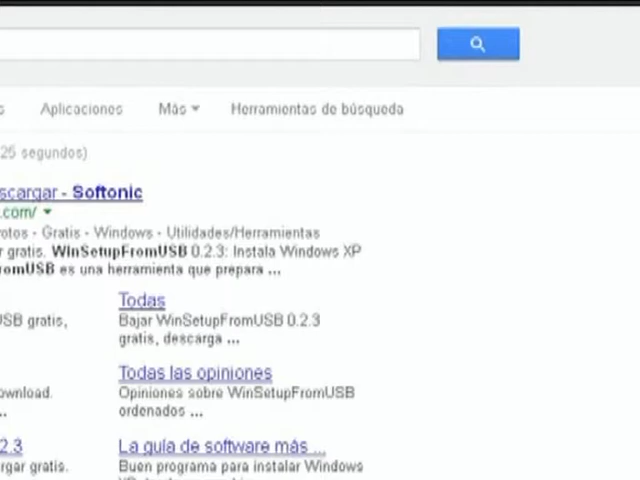 Aplicaciones Más Herramientas de búsqueda
25 segundos)
scargar - Softonic
.com/
otos - Gratis - Windows - Utilidades/Herramientas
r gratis. WinSetupFromUSB 0.2.3: Instala Windows XP
romUSB es una herramienta que prepara ...
Todas
SB gratis, Bajar WinSetupFromUSB 0.2.3
gratis, descarga ...
Todas las opiniones
ownload. Opiniones sobre WinSetupFromUSB
... ordenados ...
2.3 La guía de software más ...
rgar gratis. Buen programa para instalar Windows